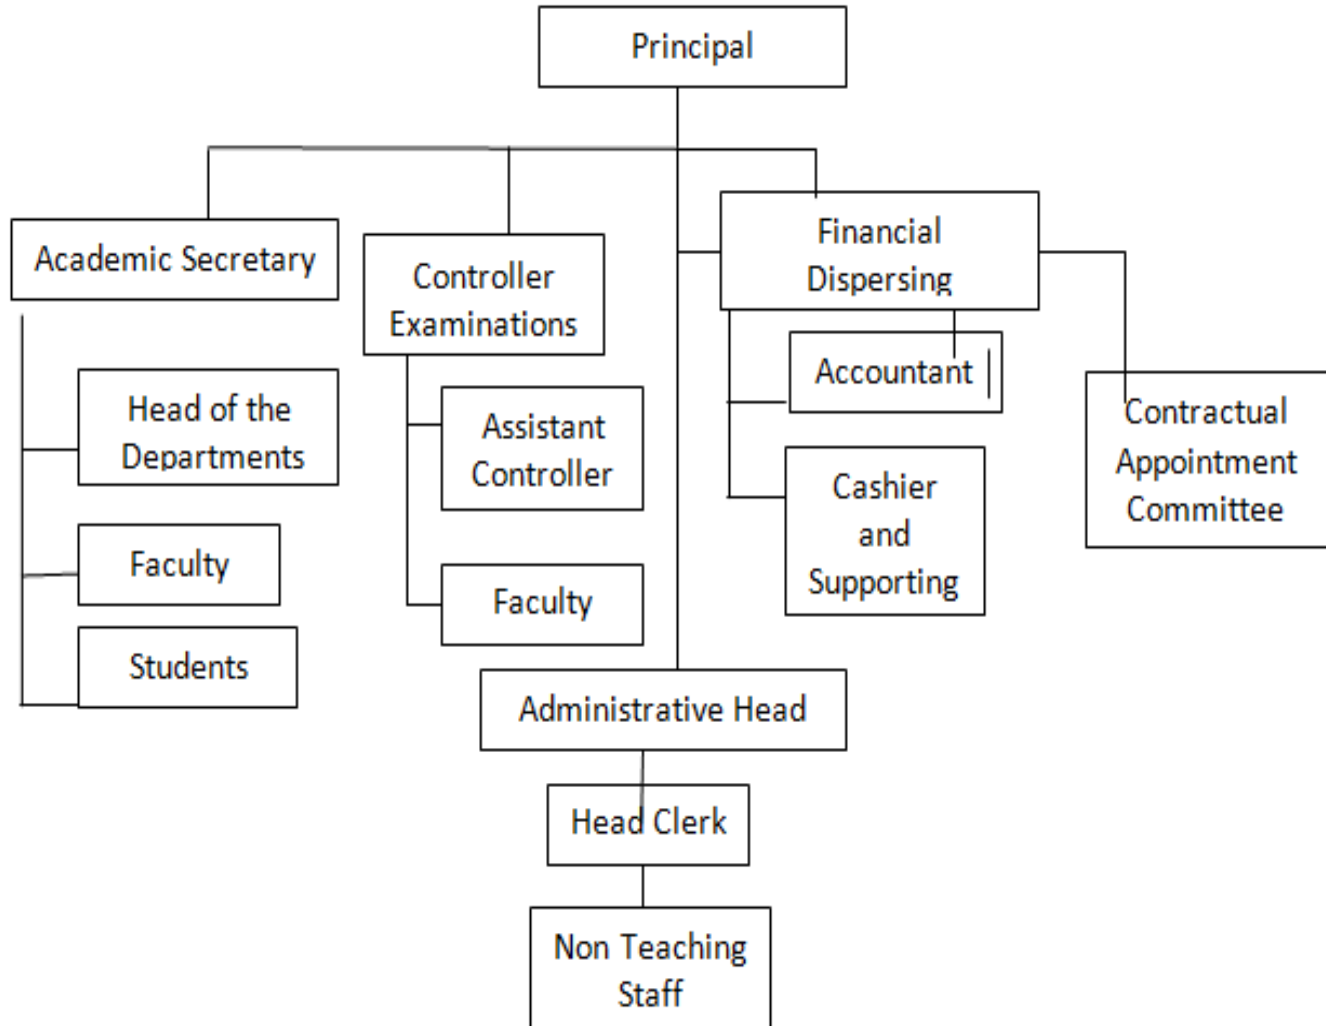 Principal
Academic Secretary
Controller
Examinations
Financial
Dispersing
Head of the
Departments
Faculty
Students
Assistant
Controller
Faculty
Accountant
Cashier
and
Supporting
Contractual
Appointment
Committee
Administrative Head
Head Clerk
Non Teaching
Staff